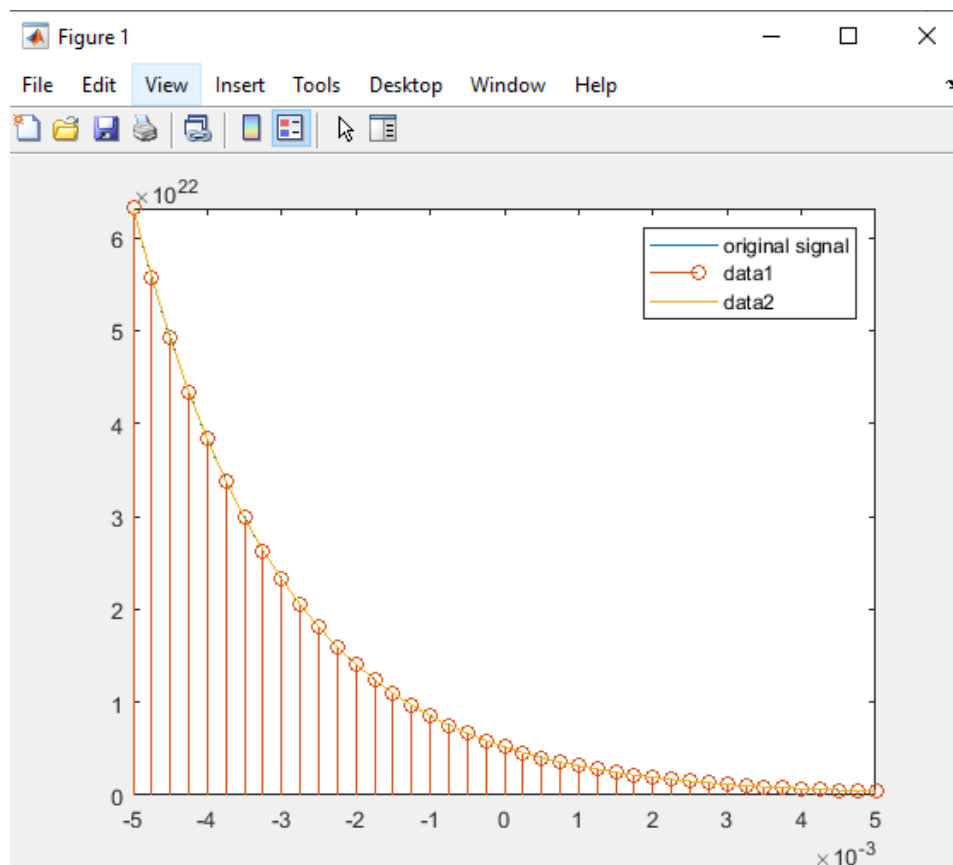 Figure 1
File Edit View Insert Tools Desktop Window Help
× 10^22
6
5
4
3
2
1
0
original signal
data1
data2
-5 -4 -3 -2 -1 0 1 2 3 4 5
× 10^-3